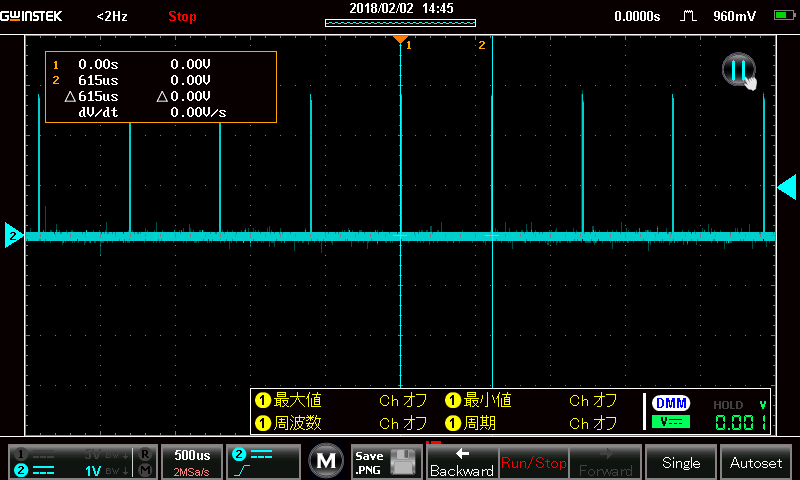 GWINSTEK <2Hz Stop 2018/02/02 14:45 0.0000s 960mV
1 2
1 0.00s 0.00V
2 615us 0.00V
△615us △0.00V
dV/dt 0.00V/s
2
1 最大値 Ch オフ 1 最小値 Ch オフ
1 周波数 Ch オフ 1 周期 Ch オフ
DMM HOLD V
V 0.001
1 5V BW↓ R
2 1V BW↓ M
500us
2MSa/s
2
M
Save
.PNG
Backward
Run/Stop
Forward
Single
Autoset